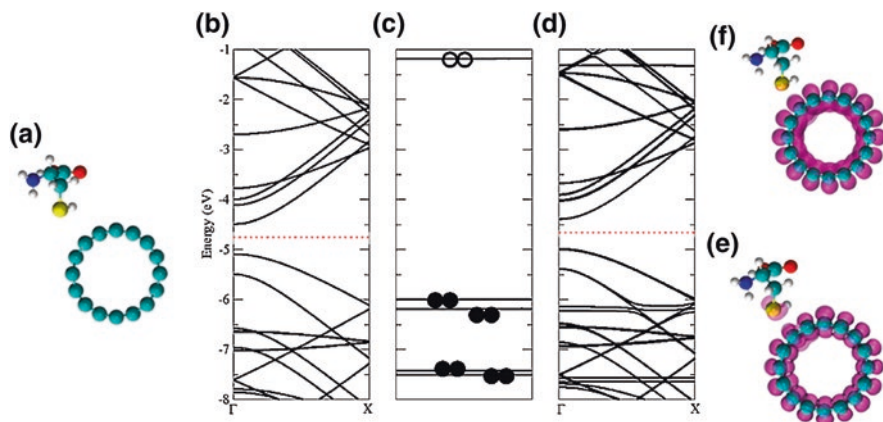 (a)
(b)
(c)
(d)
(f)
(e)
Energy (eV)
-1
-2
-3
-4
-5
-6
-7
-8
Γ
X
Γ
X